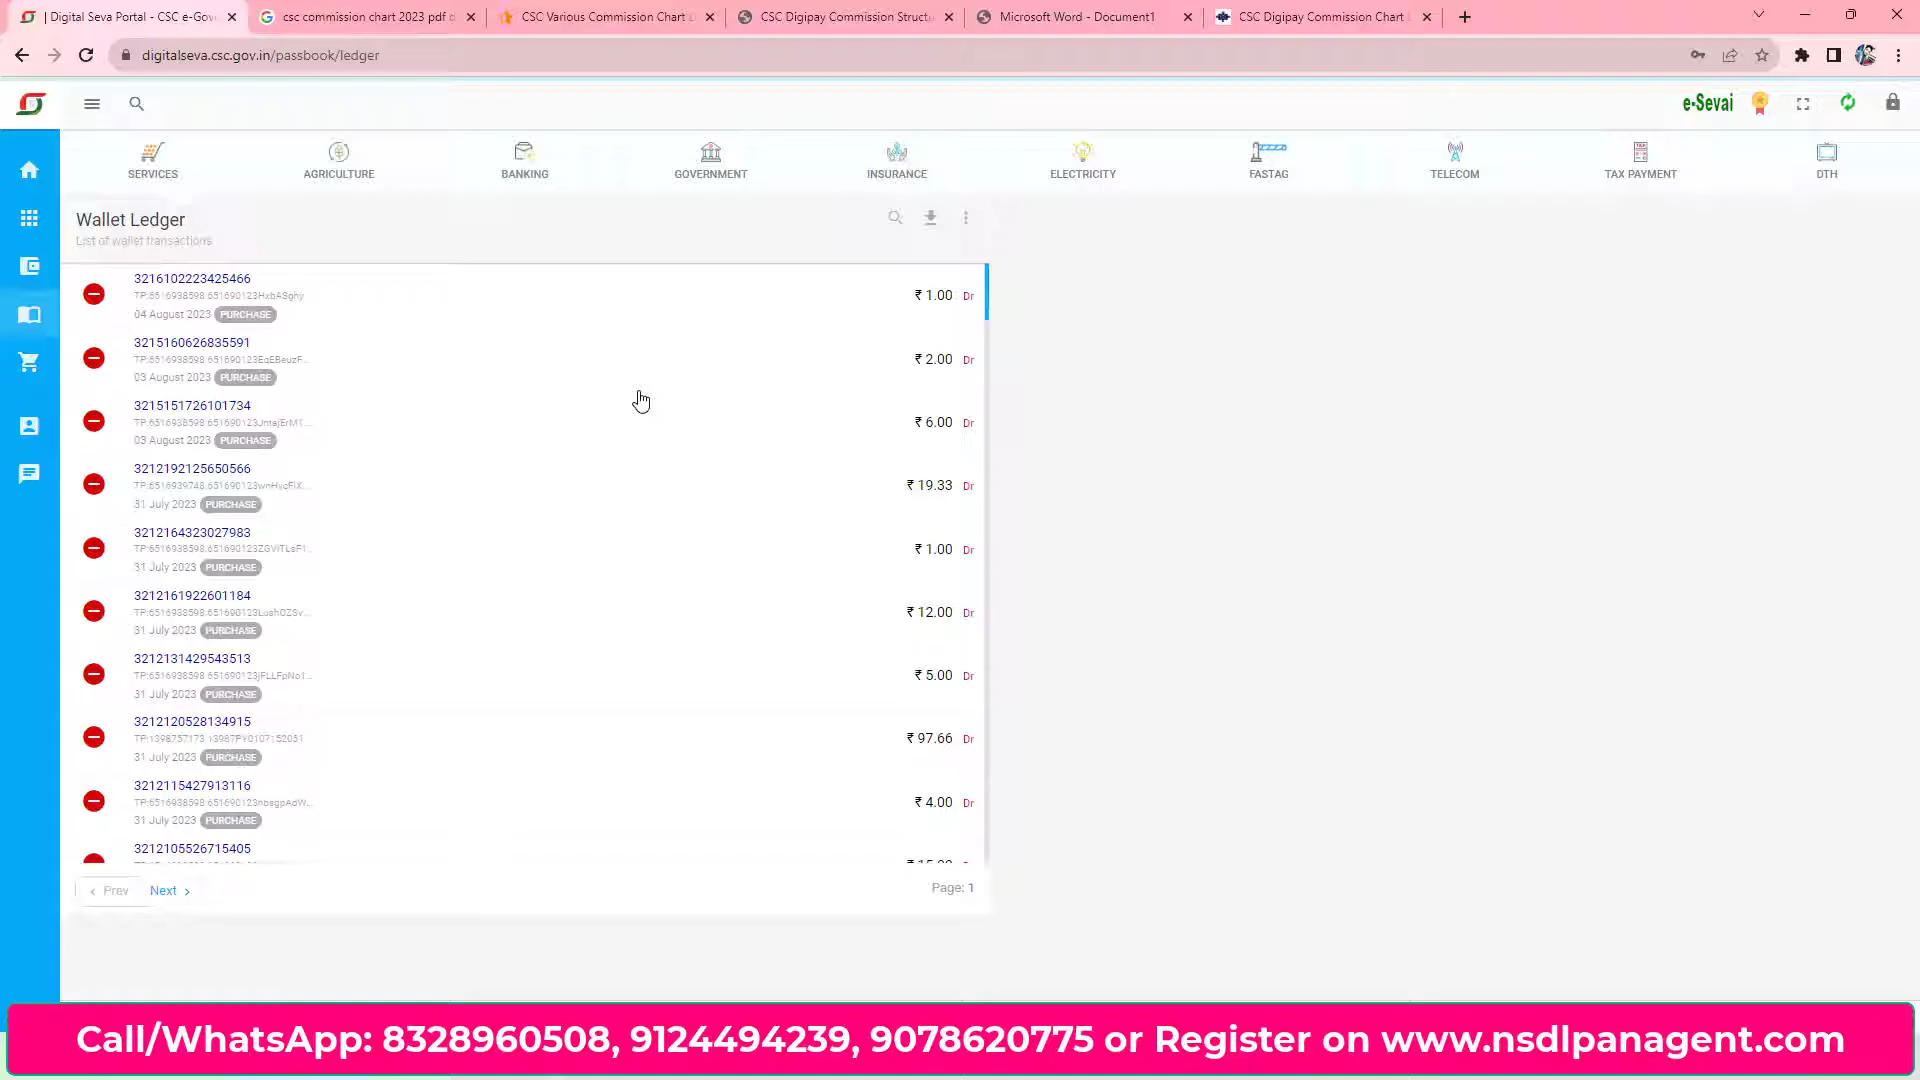 | Digital Seva Portal - CSC e-Gov
csc commission chart 2023 pdf d
CSC Various Commission Chart
CSC Digipay Commission Struct
Microsoft Word - Document1
CSC Digipay Commission Chart
digitalseva.csc.gov.in/passbook/ledger
e-Sevai
SERVICES
AGRICULTURE
BANKING
GOVERNMENT
INSURANCE
ELECTRICITY
FASTAG
TELECOM
TAX PAYMENT
DTH
Wallet Ledger
List of wallet transactions
3216102223425466
TP:6516938598:651690123HxbASghy
04 August 2023 PURCHASE
₹ 1.00 Dr
3215160626835591
TP:6516938598:651690123EqEBeuzF...
03 August 2023 PURCHASE
₹ 2.00 Dr
3215151726101734
03 August 2023 PURCHASE
₹ 6.00 Dr
3212192125650566
31 July 2023 PURCHASE
₹ 19.33 Dr
3212164323027983
31 July 2023 PURCHASE
₹ 1.00 Dr
3212161922601184
31 July 2023 PURCHASE
₹ 12.00 Dr
3212131429543513
31 July 2023 PURCHASE
₹ 5.00 Dr
3212120528134915
31 July 2023 PURCHASE
₹ 97.66 Dr
3212115427913116
31 July 2023 PURCHASE
₹ 4.00 Dr
3212105526715405
‹ Prev
Next ›
Page: 1
Call/WhatsApp: 8328960508, 9124494239, 9078620775 or Register on www.nsdlpanagent.com